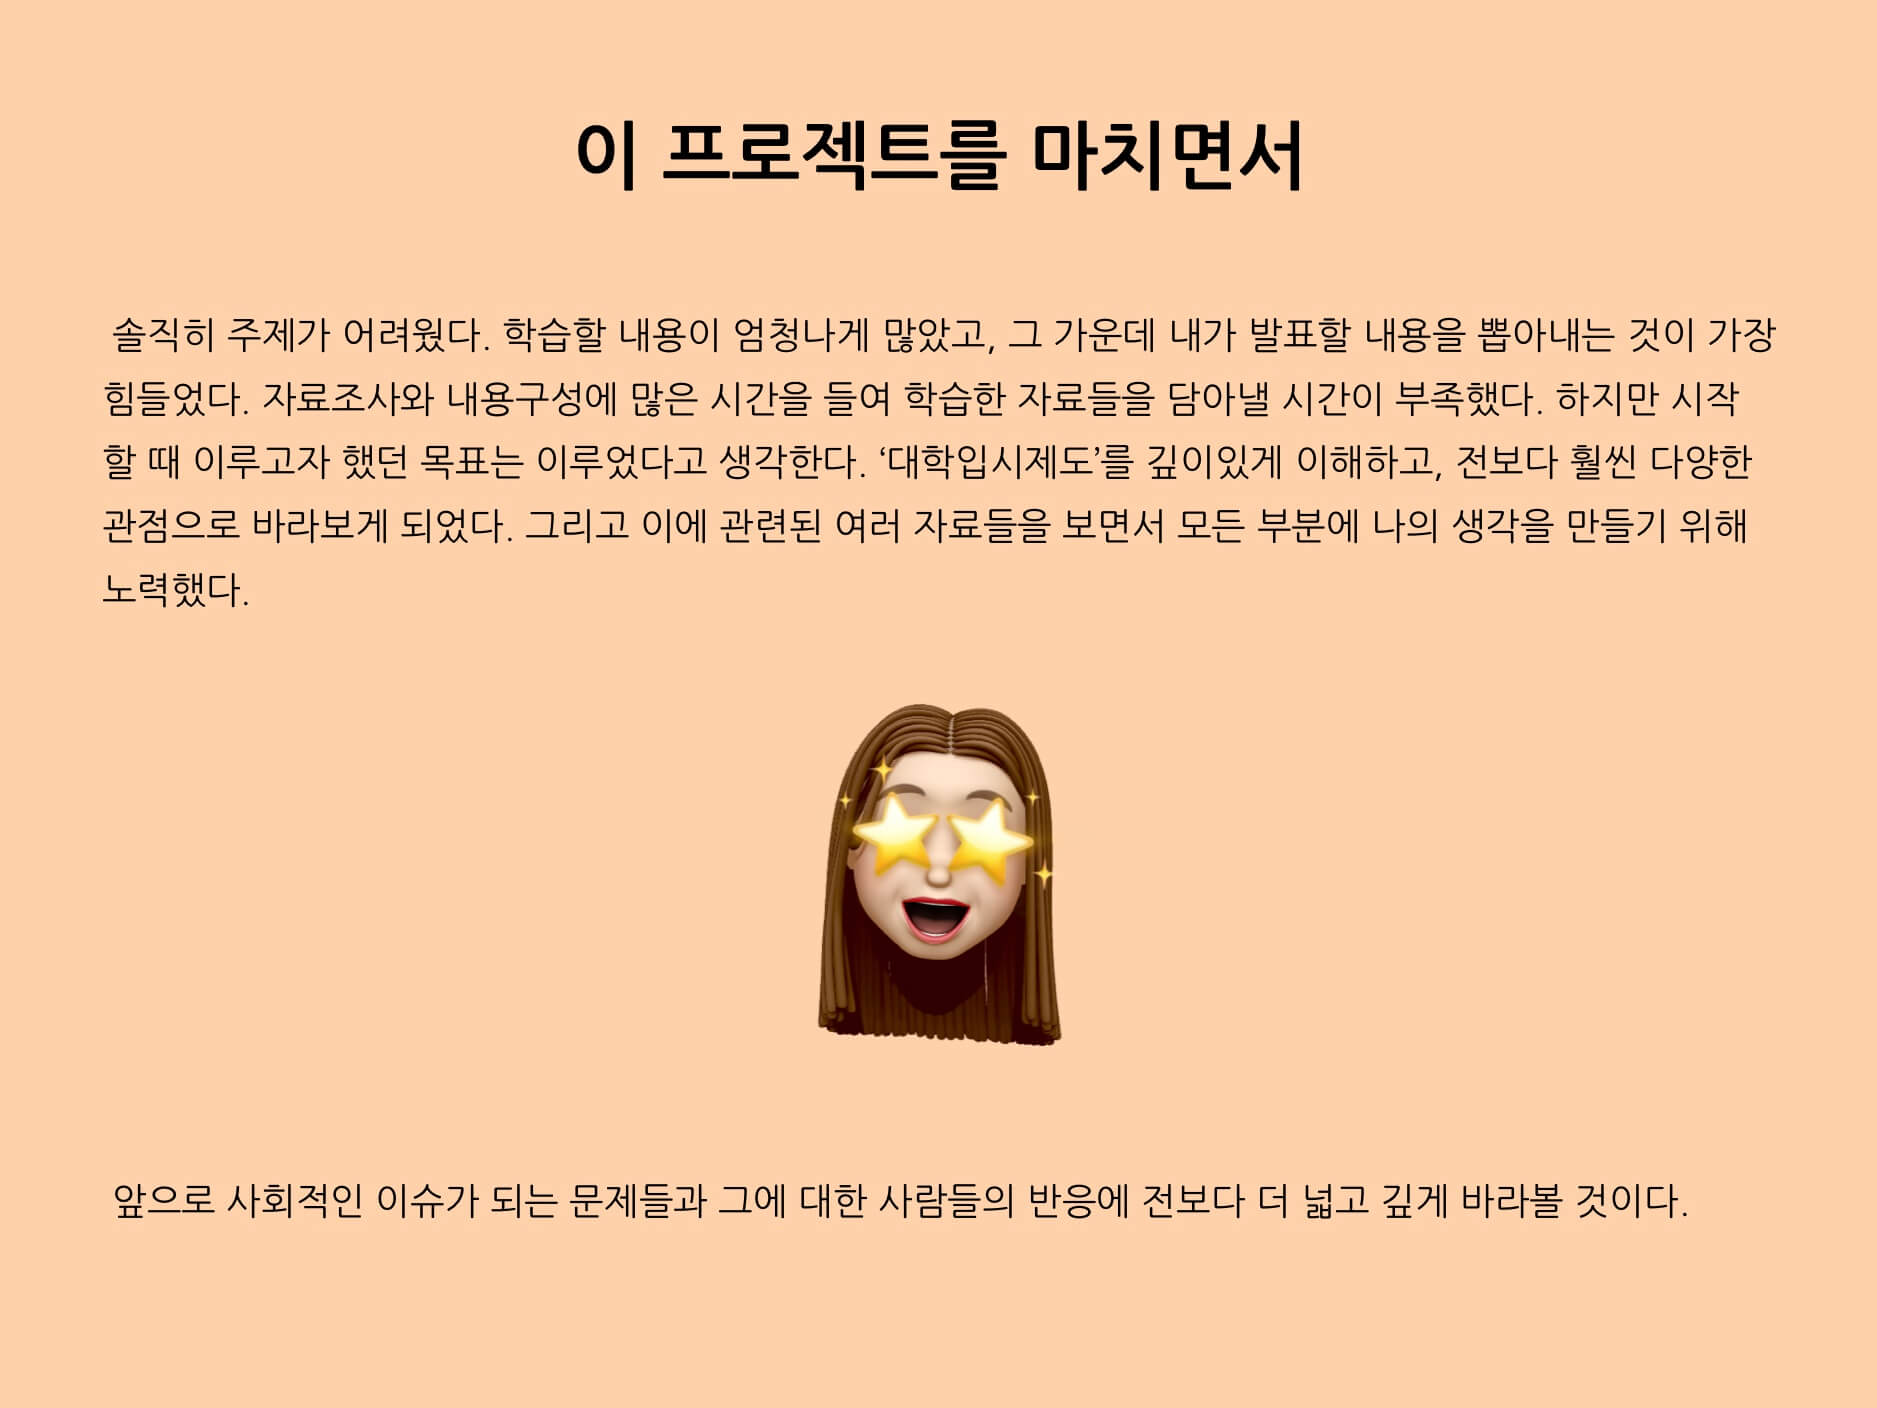 이 프로젝트를 마치면서
솔직히 주제가 어려웠다. 학습할 내용이 엄청나게 많았고, 그 가운데 내가 발표할 내용을 뽑아내는 것이 가장
힘들었다. 자료조사와 내용구성에 많은 시간을 들여 학습한 자료들을 담아낼 시간이 부족했다. 하지만 시작
할 때 이루고자 했던 목표는 이루었다고 생각한다. ‘대학입시제도’를 깊이있게 이해하고, 전보다 훨씬 다양한
관점으로 바라보게 되었다. 그리고 이에 관련된 여러 자료들을 보면서 모든 부분에 나의 생각을 만들기 위해
노력했다.
앞으로 사회적인 이슈가 되는 문제들과 그에 대한 사람들의 반응에 전보다 더 넓고 깊게 바라볼 것이다.